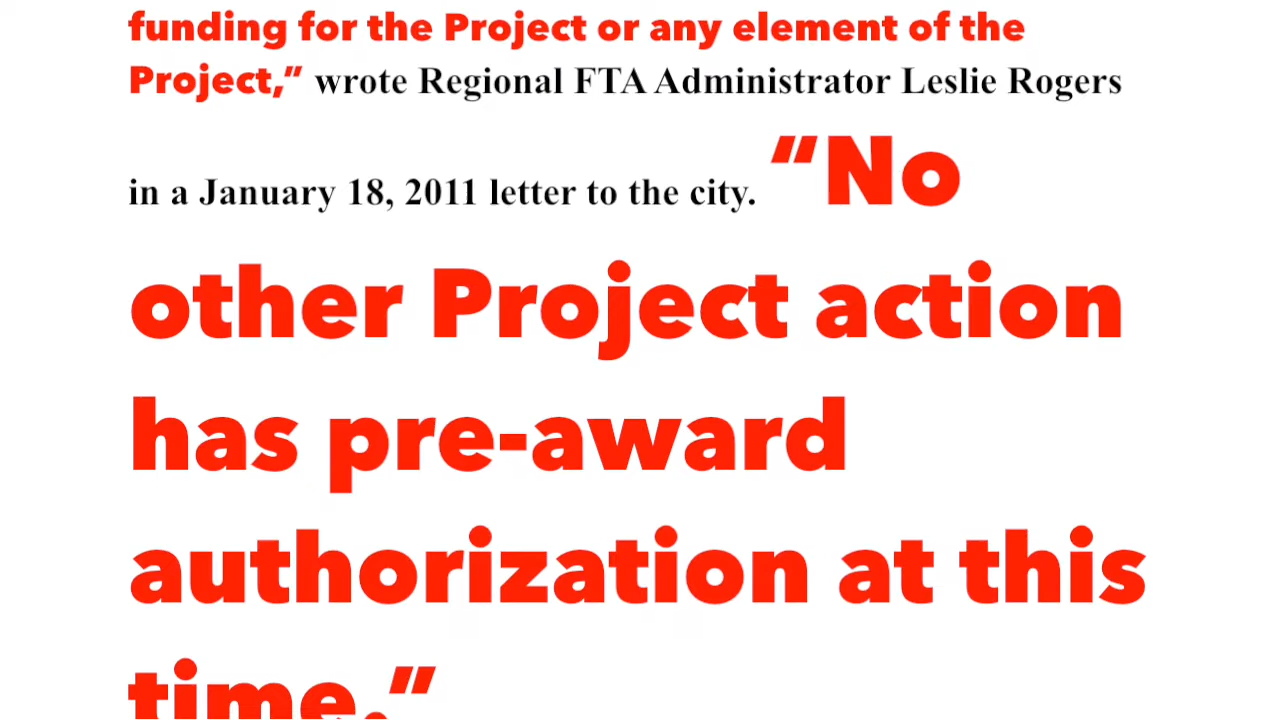 funding for the Project or any element of the
Project,” wrote Regional FTA Administrator Leslie Rogers
in a January 18, 2011 letter to the city. “No
other Project action
has pre-award
authorization at this
time.”